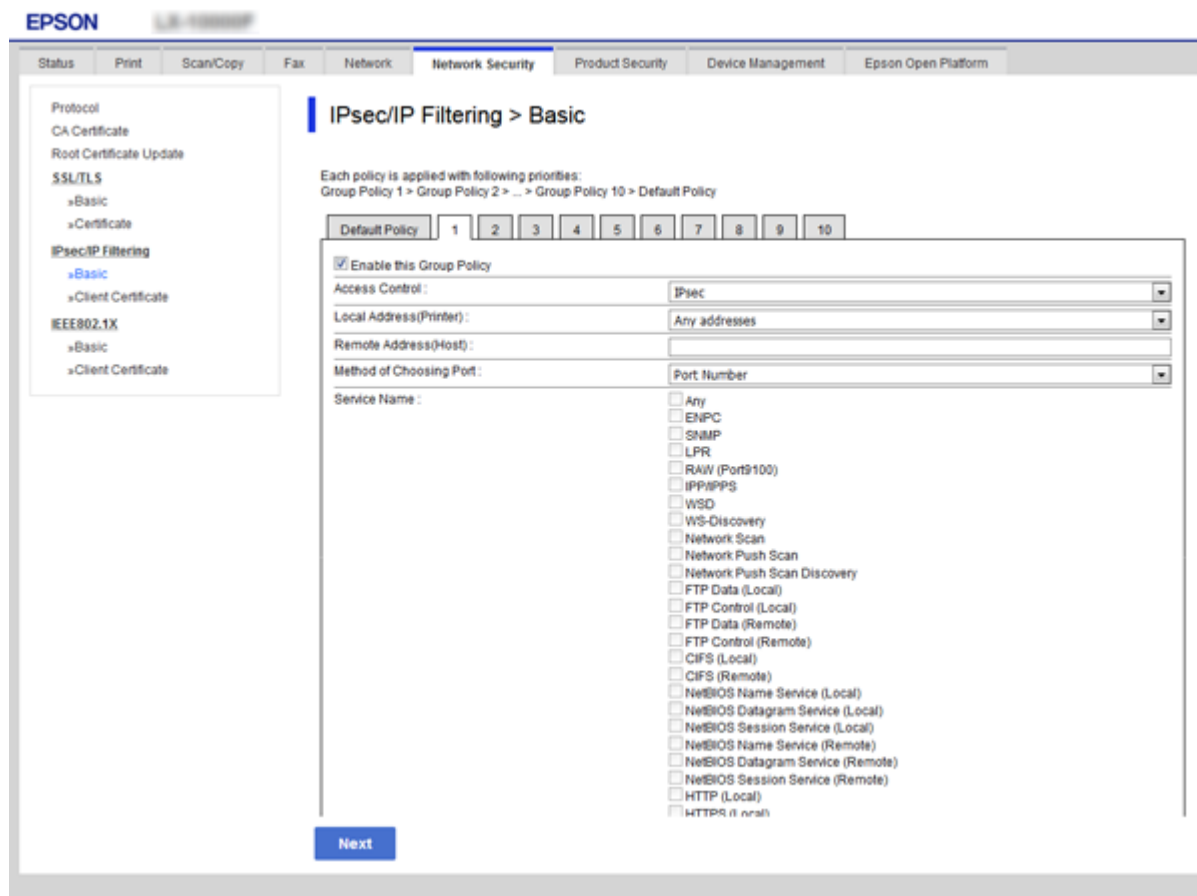 EPSON
Status Print Scan/Copy Fax Network Network Security Product Security Device Management Epson Open Platform
Protocol
CA Certificate
Root Certificate Update
SSL/TLS
»Basic
»Certificate
IPsec/IP Filtering
»Basic
»Client Certificate
IEEE802.1X
»Basic
»Client Certificate
IPsec/IP Filtering > Basic
Each policy is applied with following priorities:
Group Policy 1 > Group Policy 2 > ... > Group Policy 10 > Default Policy
Default Policy 1 2 3 4 5 6 7 8 9 10
Enable this Group Policy
Access Control : IPsec
Local Address(Printer) : Any addresses
Remote Address(Host) :
Method of Choosing Port : Port Number
Service Name : Any
ENPC
SNMP
LPR
RAW (Port9100)
IPP/IPPS
WSD
WS-Discovery
Network Scan
Network Push Scan
Network Push Scan Discovery
FTP Data (Local)
FTP Control (Local)
FTP Data (Remote)
FTP Control (Remote)
CIFS (Local)
CIFS (Remote)
NetBIOS Name Service (Local)
NetBIOS Datagram Service (Local)
NetBIOS Session Service (Local)
NetBIOS Name Service (Remote)
NetBIOS Datagram Service (Remote)
NetBIOS Session Service (Remote)
HTTP (Local)
HTTPS (Local)
Next